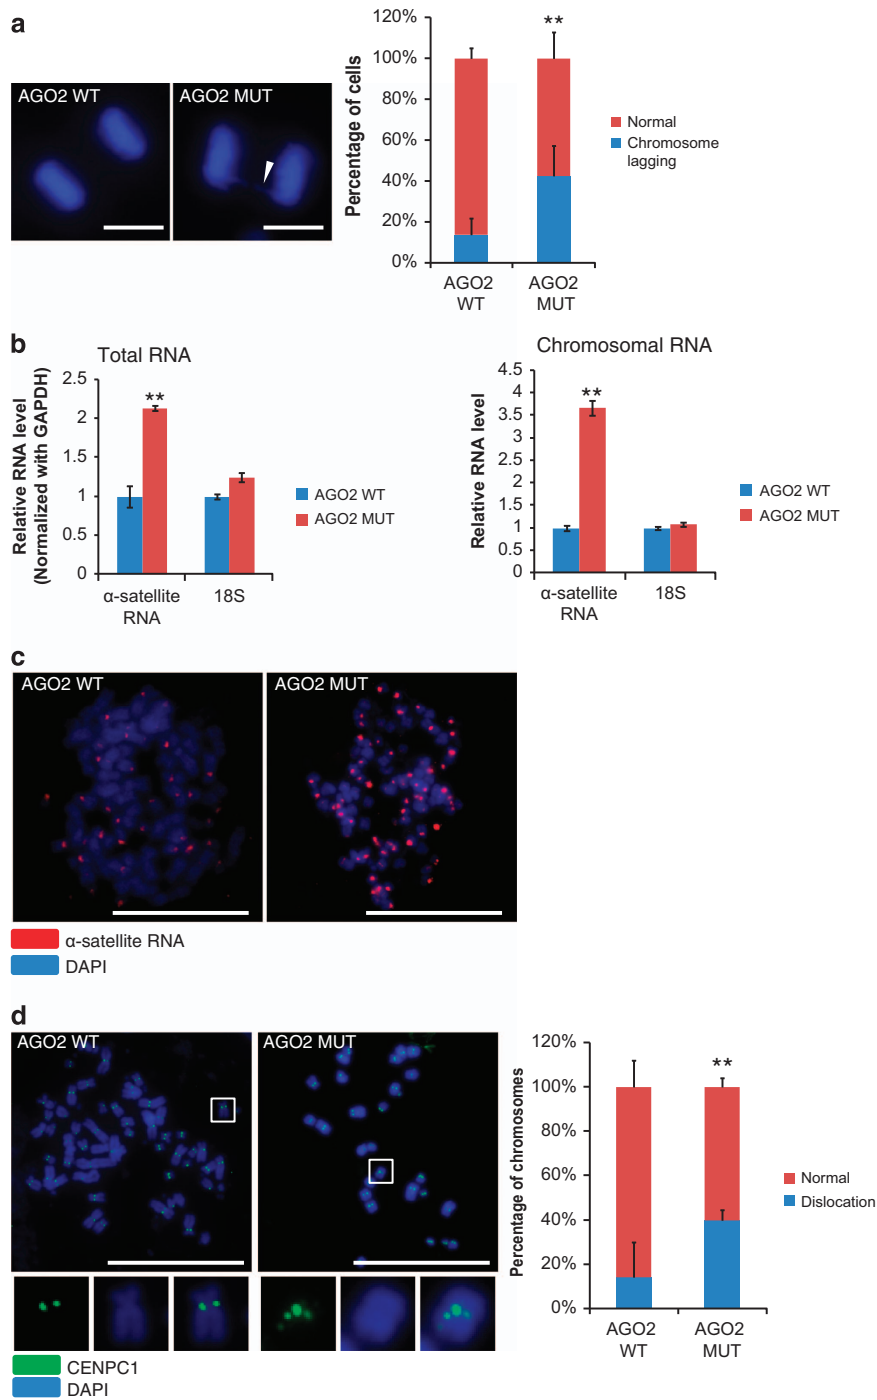 a
AGO2 WT
AGO2 MUT
Percentage of cells
120%
100%
80%
60%
40%
20%
0%
**
AGO2
WT
AGO2
MUT
Normal
Chromosome
lagging
b
Total RNA
Relative RNA level
(Normalized with GAPDH)
2.5
2
1.5
1
0.5
0
**
α-satellite
RNA
18S
AGO2 WT
AGO2 MUT
Chromosomal RNA
Relative RNA level
4.5
4
3.5
3
2.5
2
1.5
1
0.5
0
**
α-satellite
RNA
18S
AGO2 WT
AGO2 MUT
c
AGO2 WT
AGO2 MUT
α-satellite RNA
DAPI
d
AGO2 WT
AGO2 MUT
CENPC1
DAPI
Percentage of chromosomes
120%
100%
80%
60%
40%
20%
0%
**
AGO2
WT
AGO2
MUT
Normal
Dislocation